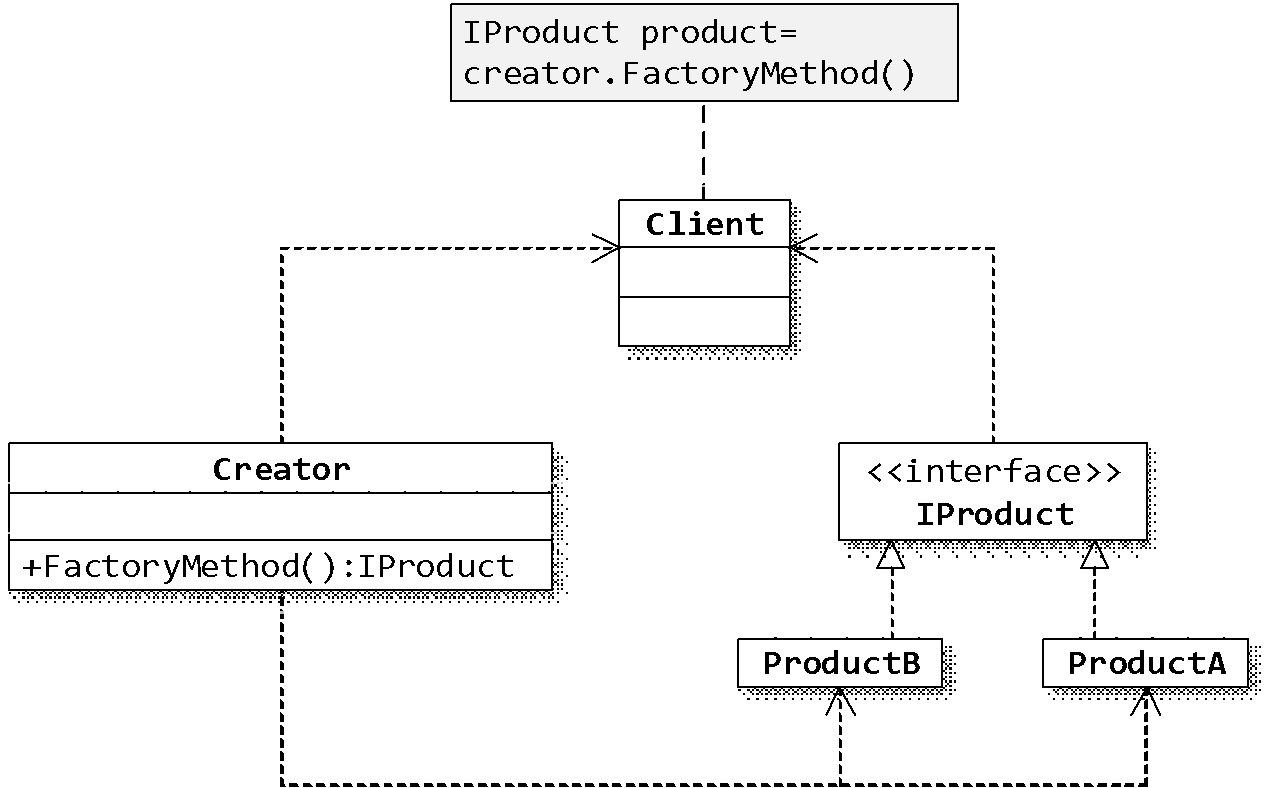 IProduct product=
creator.FactoryMethod()
Client
Creator
+FactoryMethod():IProduct
<<interface>>
IProduct
ProductB
ProductA